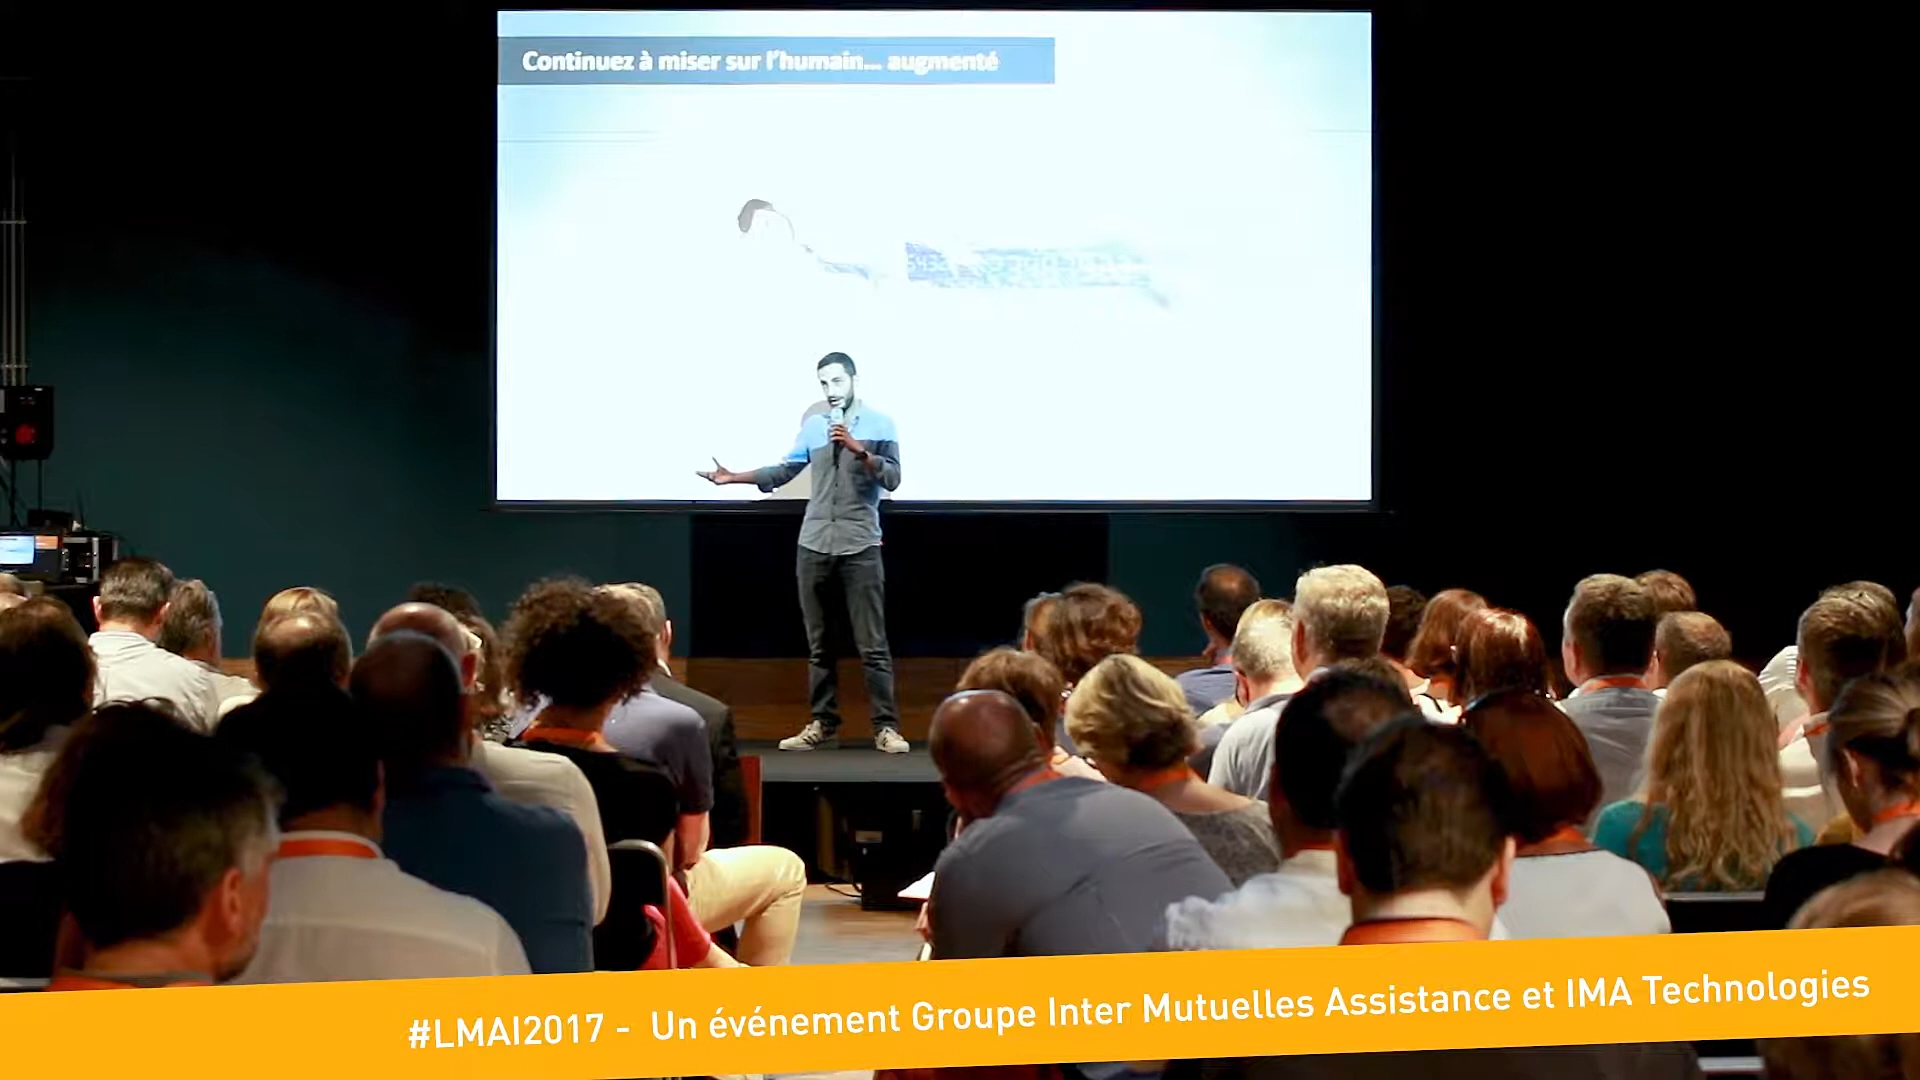 Continuez à miser sur l'humain... augmenté
#LMAI2017 - Un événement Groupe Inter Mutuelles Assistance et IMA Technologies